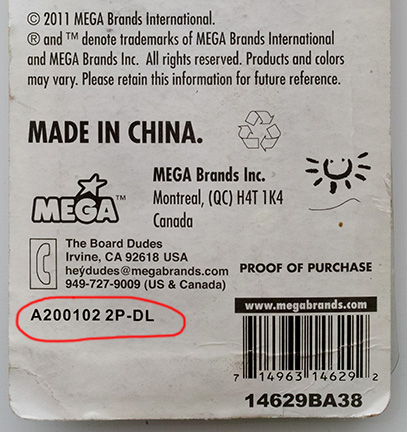 © 2011 MEGA Brands International.
® and ™ denote trademarks of MEGA Brands International
and MEGA Brands Inc. All rights reserved. Products and colors
may vary. Please retain this information for future reference.
MADE IN CHINA.
MEGA™
MEGA Brands Inc.
Montreal, (QC) H4T 1K4
Canada
The Board Dudes
Irvine, CA 92618 USA
heydudes@megabrands.com
949-727-9009 (US & Canada)
PROOF OF PURCHASE
A200102 2P-DL
www.megabrands.com
7 14963 14629 2
14629BA38